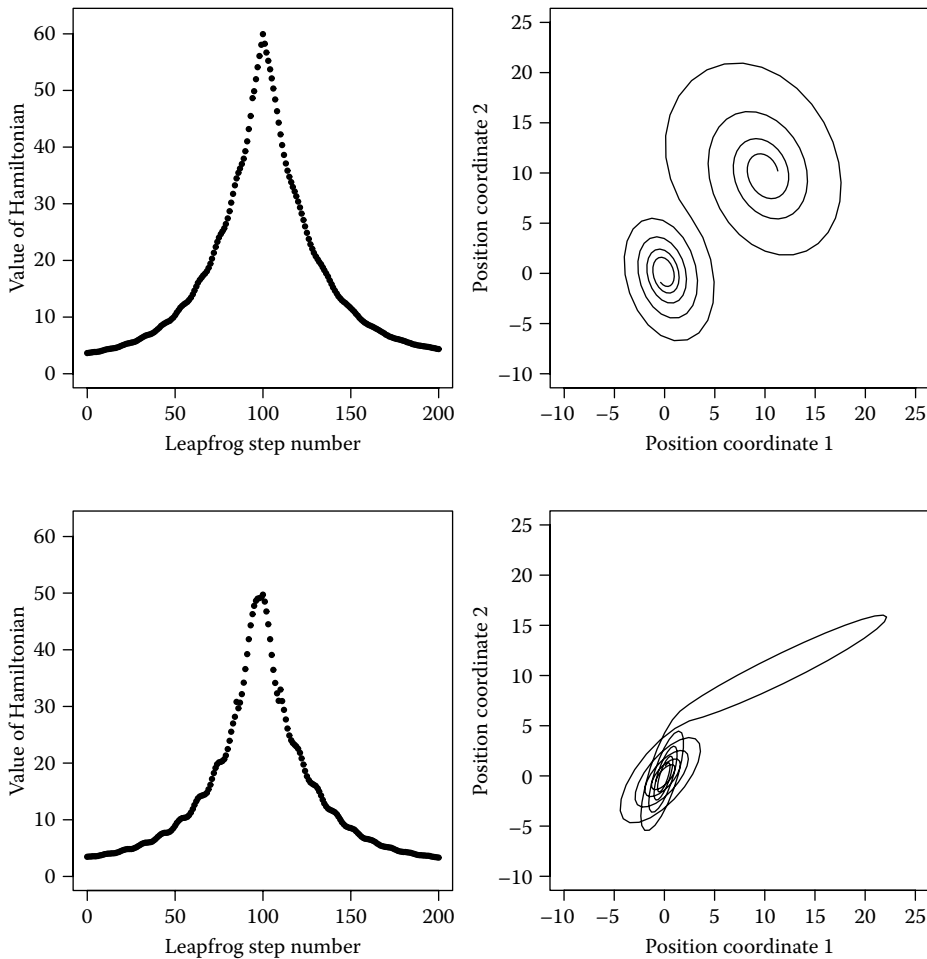 60
50
40
30
20
10
0
Value of Hamiltonian
0 50 100 150 200
Leapfrog step number
25
20
15
10
5
0
−5
−10
Position coordinate 2
−10 −5 0 5 10 15 20 25
Position coordinate 1
60
50
40
30
20
10
0
Value of Hamiltonian
0 50 100 150 200
Leapfrog step number
25
20
15
10
5
0
−5
−10
Position coordinate 2
−10 −5 0 5 10 15 20 25
Position coordinate 1